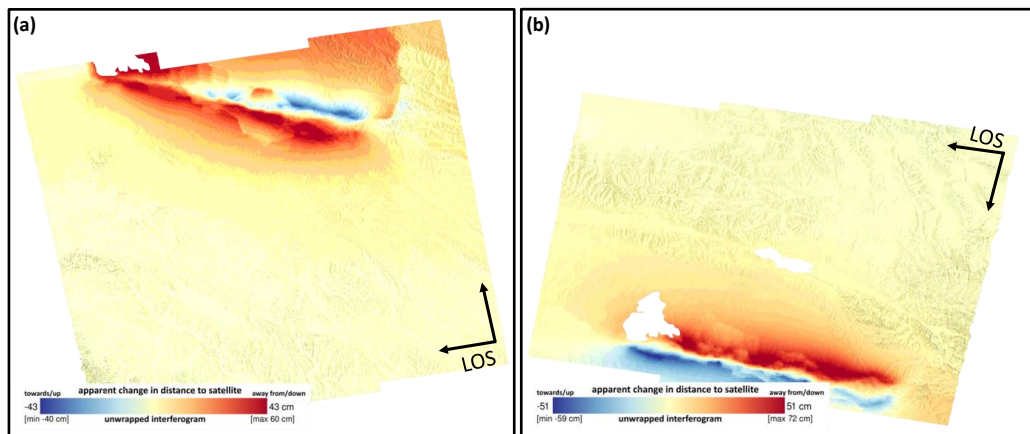 (a)
LOS
towards/up apparent change in distance to satellite away from/down
-43 43 cm
[min -40 cm] unwrapped interferogram [max 60 cm]
(b)
LOS
towards/up apparent change in distance to satellite away from/down
-51 51 cm
[min -59 cm] unwrapped interferogram [max 72 cm]